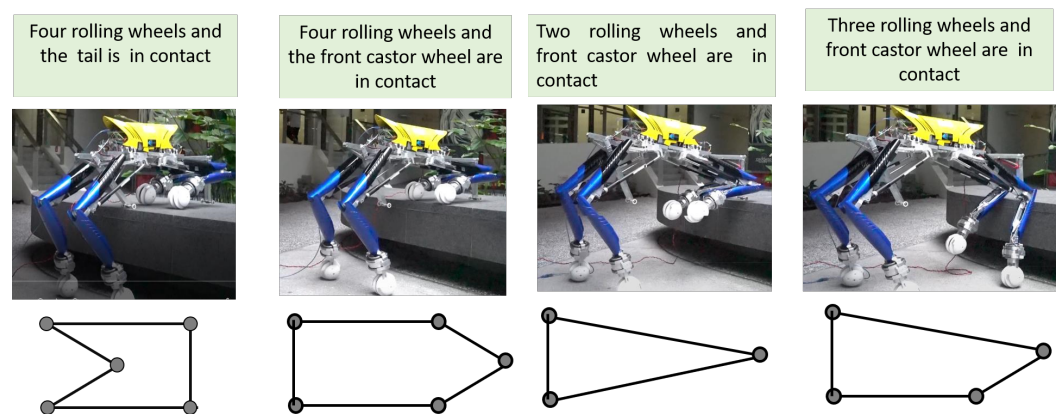 Four rolling wheels and
the tail is in contact
Four rolling wheels and
the front castor wheel are
in contact
Two rolling wheels and
front castor wheel are in
contact
Three rolling wheels and
front castor wheel are in
contact